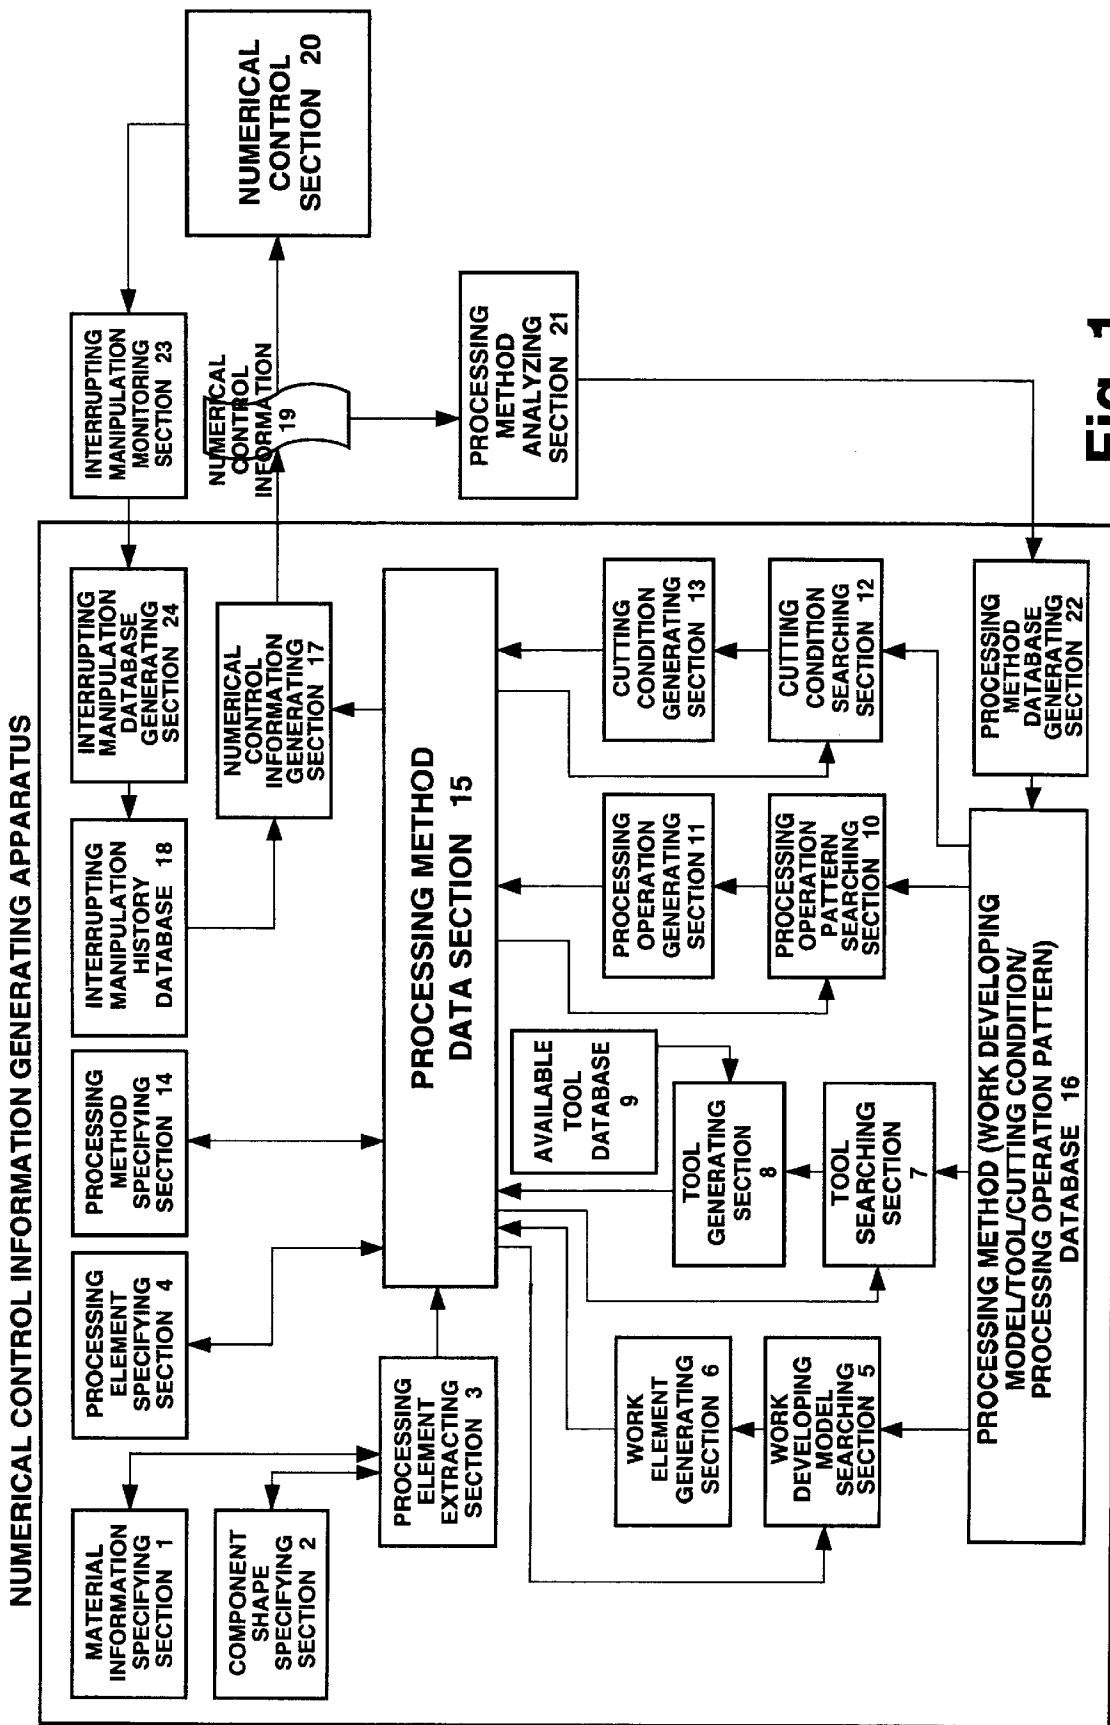 NUMERICAL CONTROL INFORMATION GENERATING APPARATUS
MATERIAL
INFORMATION
SPECIFYING
SECTION 1
COMPONENT
SHAPE
SPECIFYING
SECTION 2
PROCESSING
ELEMENT
EXTRACTING
SECTION 3
PROCESSING
ELEMENT
SPECIFYING
SECTION 4
PROCESSING
METHOD
SPECIFYING
SECTION 14
INTERRUPTING
MANIPULATION
HISTORY
DATABASE 18
INTERRUPTING
MANIPULATION
DATABASE
GENERATING
SECTION 24
INTERRUPTING
MANIPULATION
MONITORING
SECTION 23
NUMERICAL
CONTROL
INFORMATION
GENERATING
SECTION 17
NUMERICAL
CONTROL
INFORMATION
19
NUMERICAL
CONTROL
SECTION 20
PROCESSING METHOD
DATA SECTION 15
PROCESSING
METHOD
ANALYZING
SECTION 21
WORK
ELEMENT
GENERATING
SECTION 6
WORK
DEVELOPING
MODEL
SEARCHING
SECTION 5
AVAILABLE
TOOL
DATABASE
9
TOOL
GENERATING
SECTION
8
TOOL
SEARCHING
SECTION
7
PROCESSING
OPERATION
GENERATING
SECTION 11
PROCESSING
OPERATION
PATTERN
SEARCHING
SECTION 10
CUTTING
CONDITION
GENERATING
SECTION 13
CUTTING
CONDITION
SEARCHING
SECTION 12
PROCESSING METHOD (WORK DEVELOPING
MODEL/TOOL/CUTTING CONDITION/
PROCESSING OPERATION PATTERN)
DATABASE 16
PROCESSING
METHOD
DATABASE
GENERATING
SECTION 22
Fig. 1